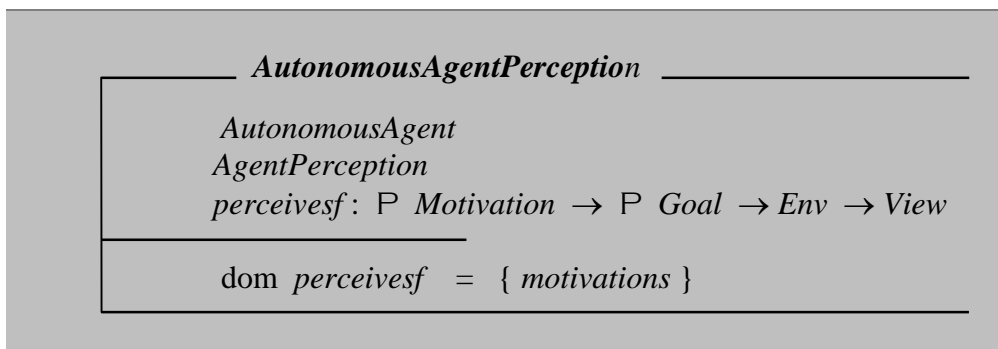 AutonomousAgentPerception
AutonomousAgent
AgentPerception
perceivesf : P Motivation → P Goal → Env → View
dom perceivesf = { motivations }